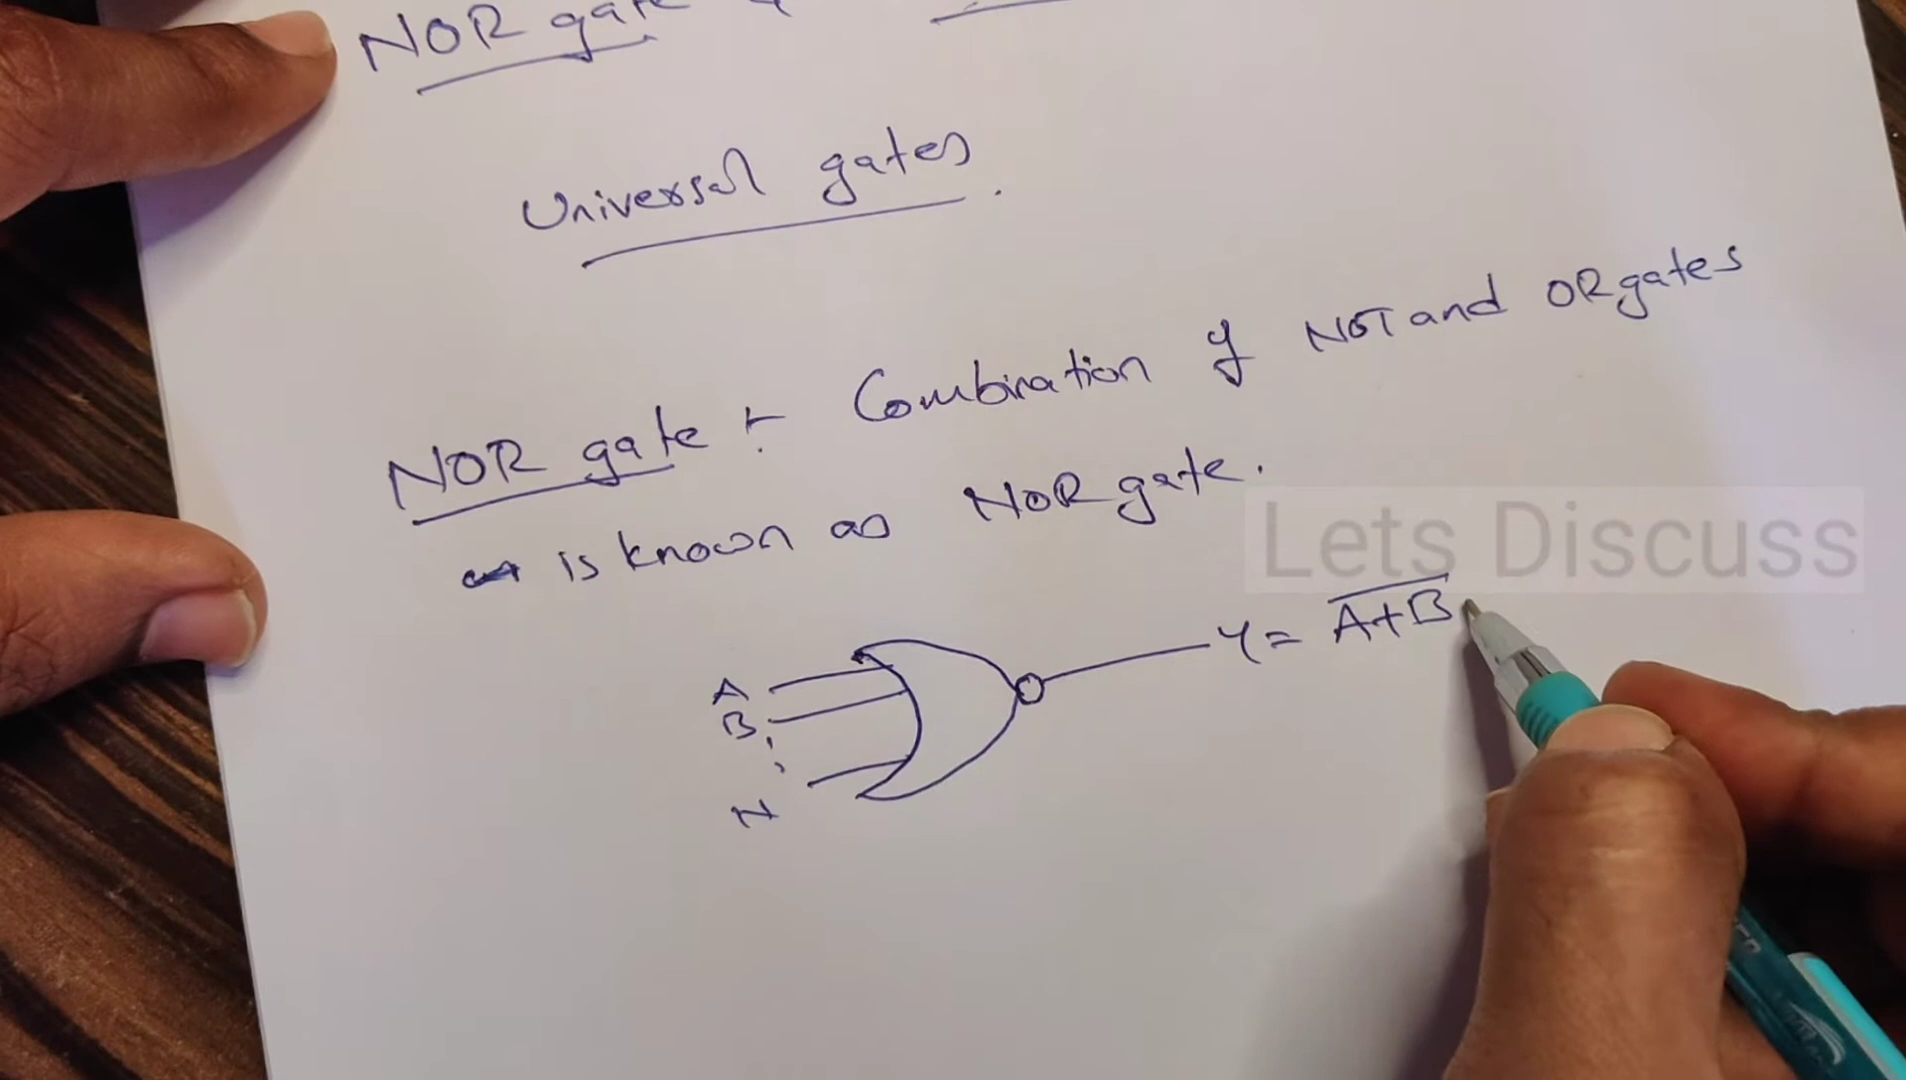 NOR gate
Universal gates.
NOR gate :- Combination of NOT and OR gates
is known as NOR gate.
Lets Discuss
A
B
N
Y = \overline{A+B}